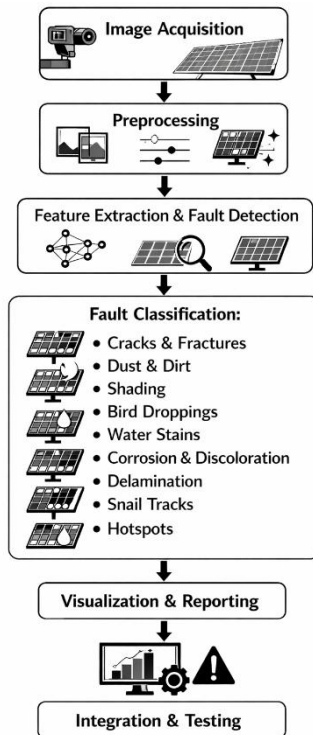 Image Acquisition
Preprocessing
Feature Extraction & Fault Detection
Fault Classification:
• Cracks & Fractures
• Dust & Dirt
• Shading
• Bird Droppings
• Water Stains
• Corrosion & Discoloration
• Delamination
• Snail Tracks
• Hotspots
Visualization & Reporting
Integration & Testing